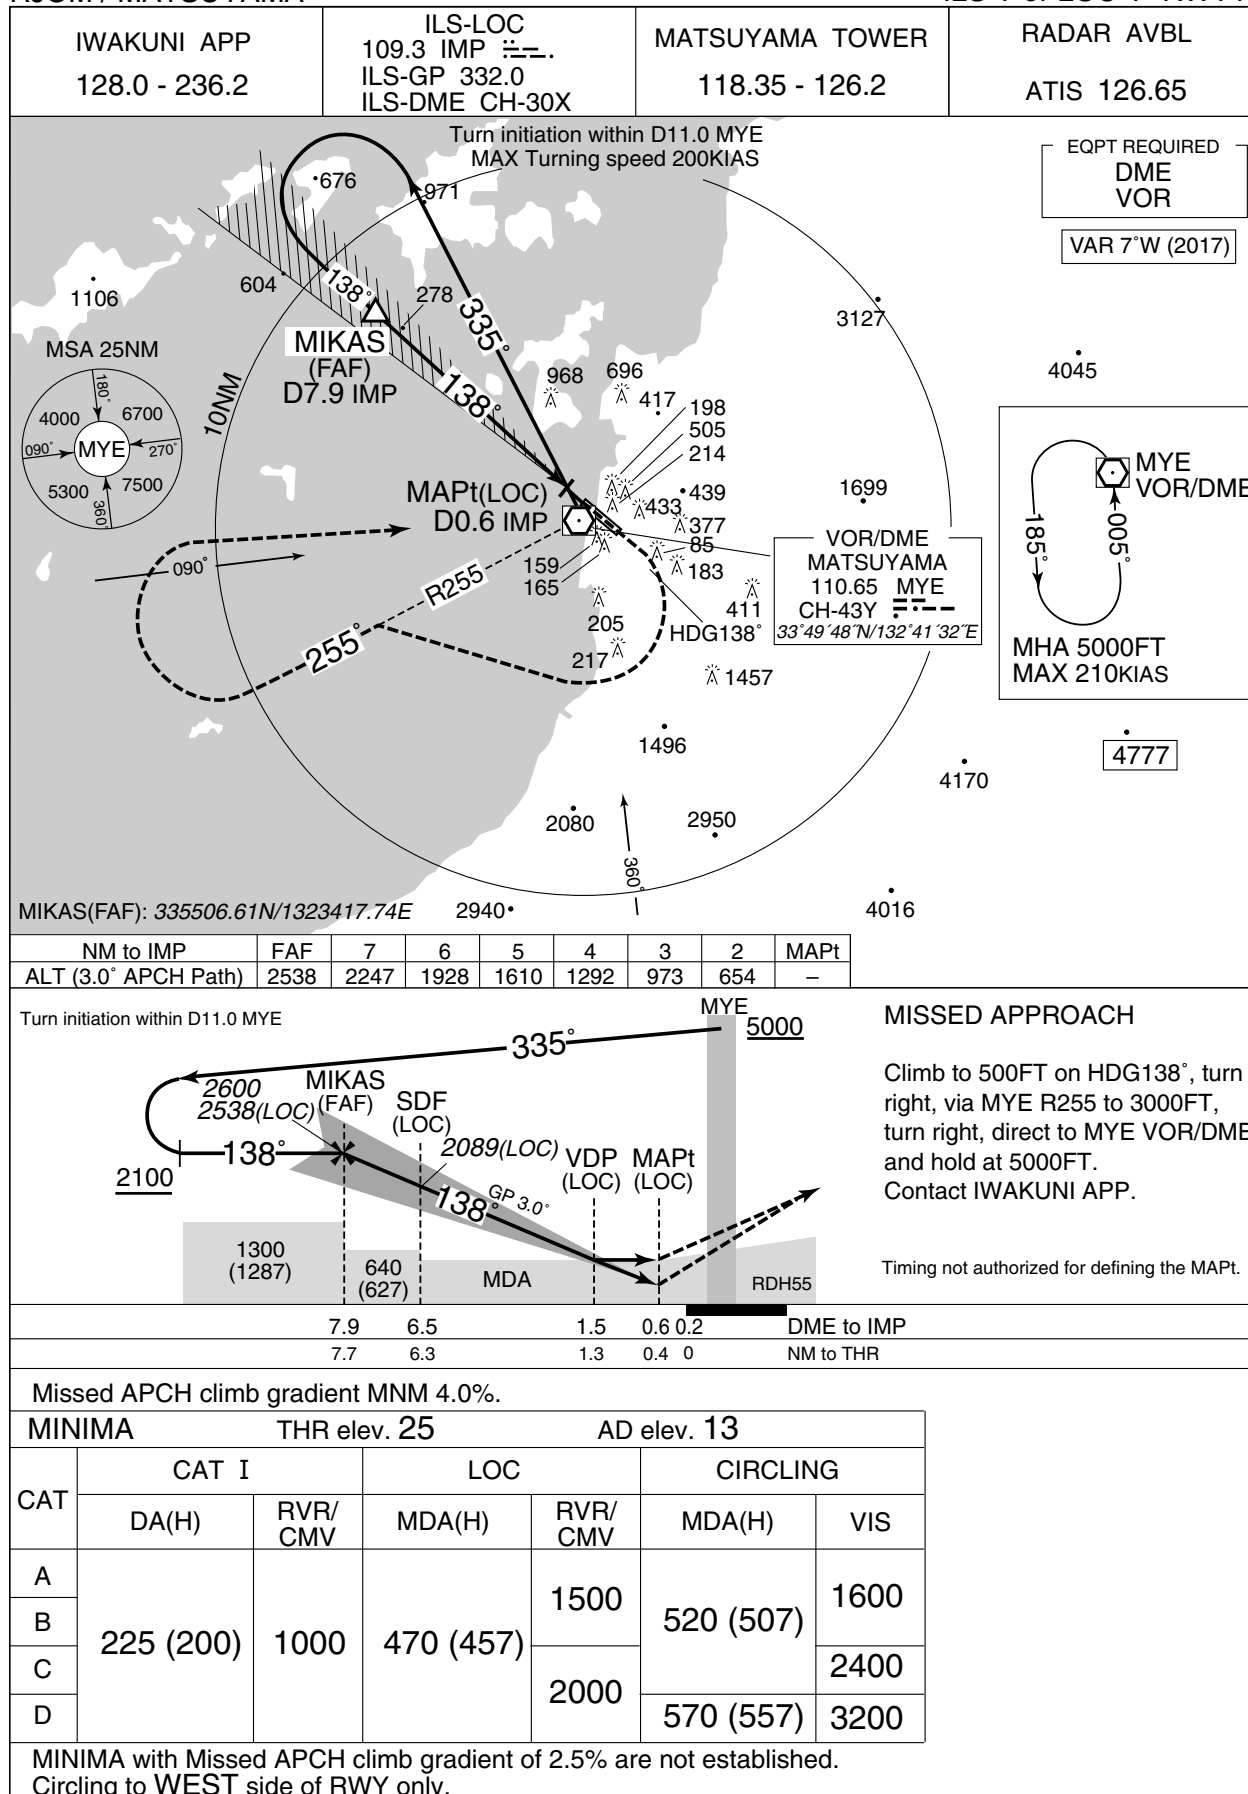 IWAKUNI APP
128.0 - 236.2
ILS-LOC
109.3 IMP
ILS-GP 332.0
ILS-DME CH-30X
MATSUYAMA TOWER
118.35 - 126.2
RADAR AVBL
ATIS 126.65
Turn initiation within D11.0 MYE
MAX Turning speed 200KIAS
EQPT REQUIRED
DME
VOR
VAR 7°W (2017)
676
971
604
138°
278
335°
1106
MIKAS
(FAF)
D7.9 IMP
138°
3127
4045
MSA 25NM
180°
4000
6700
090°
MYE
270°
5300
7500
360°
10NM
968
696
417
198
505
214
439
433
377
85
183
411
1699
MAPt(LOC)
D0.6 IMP
159
165
205
217
HDG138°
1457
VOR/DME
MATSUYAMA
110.65 MYE
CH-43Y
33°49´48˝N/132°41´32˝E
MYE
VOR/DME
185°
005°
MHA 5000FT
MAX 210KIAS
090°
R255
255°
1496
4777
4170
2080
2950
360°
4016
2940
MIKAS(FAF): 335506.61N/1323417.74E
NM to IMP FAF 7 6 5 4 3 2 MAPt
ALT (3.0° APCH Path) 2538 2247 1928 1610 1292 973 654 –
Turn initiation within D11.0 MYE
MYE
5000
335°
2600
2538(LOC)
MIKAS
(FAF)
SDF
(LOC)
2089(LOC)
VDP
(LOC)
MAPt
(LOC)
138°
2100
138°
GP 3.0°
1300
(1287)
640
(627)
MDA
RDH55
7.9 6.5 1.5 0.6 0.2 DME to IMP
7.7 6.3 1.3 0.4 0 NM to THR
MISSED APPROACH
Climb to 500FT on HDG138°, turn
right, via MYE R255 to 3000FT,
turn right, direct to MYE VOR/DME
and hold at 5000FT.
Contact IWAKUNI APP.
Timing not authorized for defining the MAPt.
Missed APCH climb gradient MNM 4.0%.
MINIMA THR elev. 25 AD elev. 13
CAT
CAT I
LOC
CIRCLING
DA(H)
RVR/
CMV
MDA(H)
RVR/
CMV
MDA(H)
VIS
A
B
C
D
225 (200)
1000
470 (457)
1500
2000
520 (507)
570 (557)
1600
2400
3200
MINIMA with Missed APCH climb gradient of 2.5% are not established.
Circling to WEST side of RWY only.